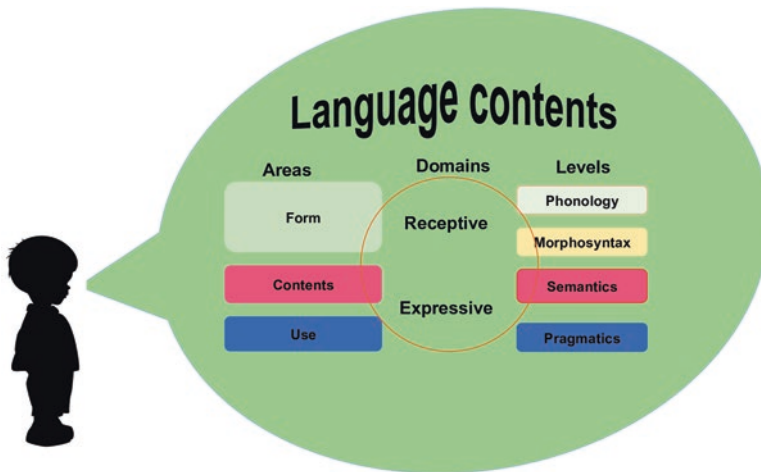 Language contents
Areas Domains Levels
Form
Receptive
Expressive
Phonology
Morphosyntax
Contents
Semantics
Use
Pragmatics